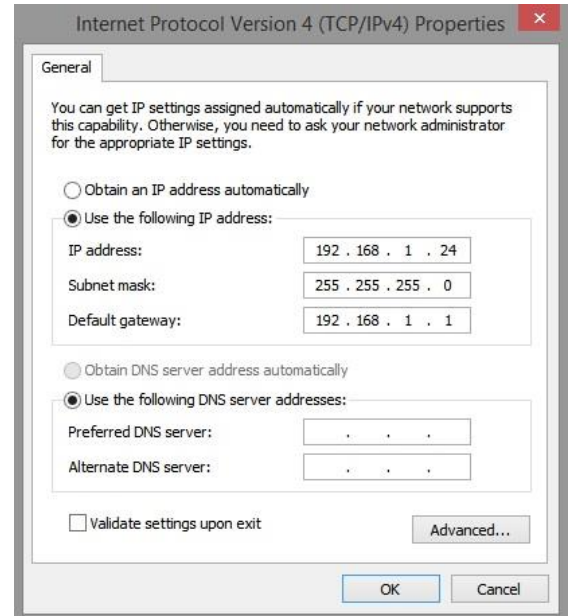 Internet Protocol Version 4 (TCP/IPv4) Properties
General
You can get IP settings assigned automatically if your network supports
this capability. Otherwise, you need to ask your network administrator
for the appropriate IP settings.
Obtain an IP address automatically
Use the following IP address:
IP address: 192 . 168 . 1 . 24
Subnet mask: 255 . 255 . 255 . 0
Default gateway: 192 . 168 . 1 . 1
Obtain DNS server address automatically
Use the following DNS server addresses:
Preferred DNS server: . . .
Alternate DNS server: . . .
Validate settings upon exit
Advanced...
OK Cancel